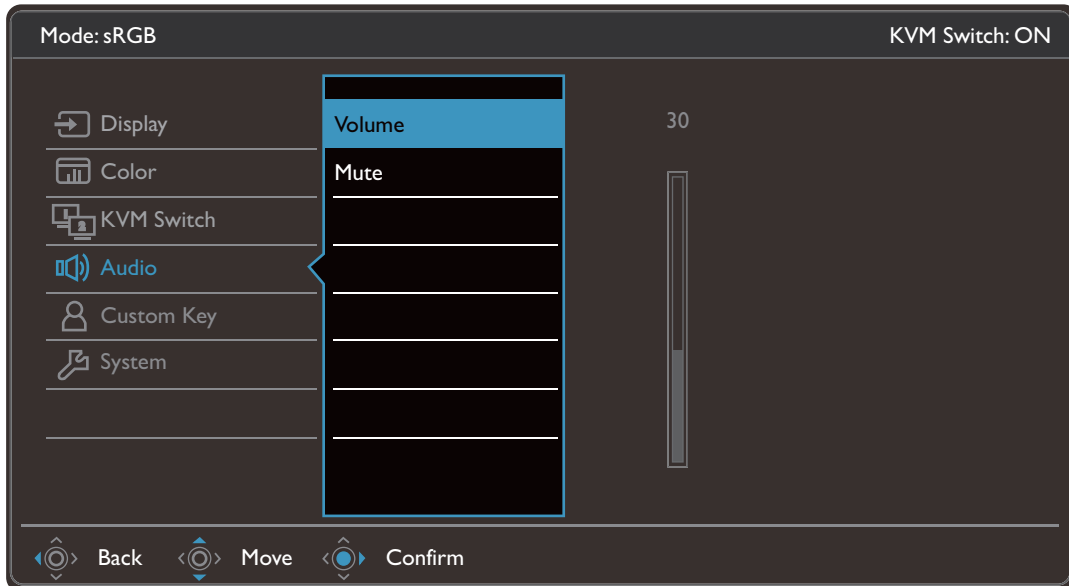 Mode: sRGB
KVM Switch: ON
Display
Color
KVM Switch
Audio
Custom Key
System
Volume
Mute
30
Back
Move
Confirm